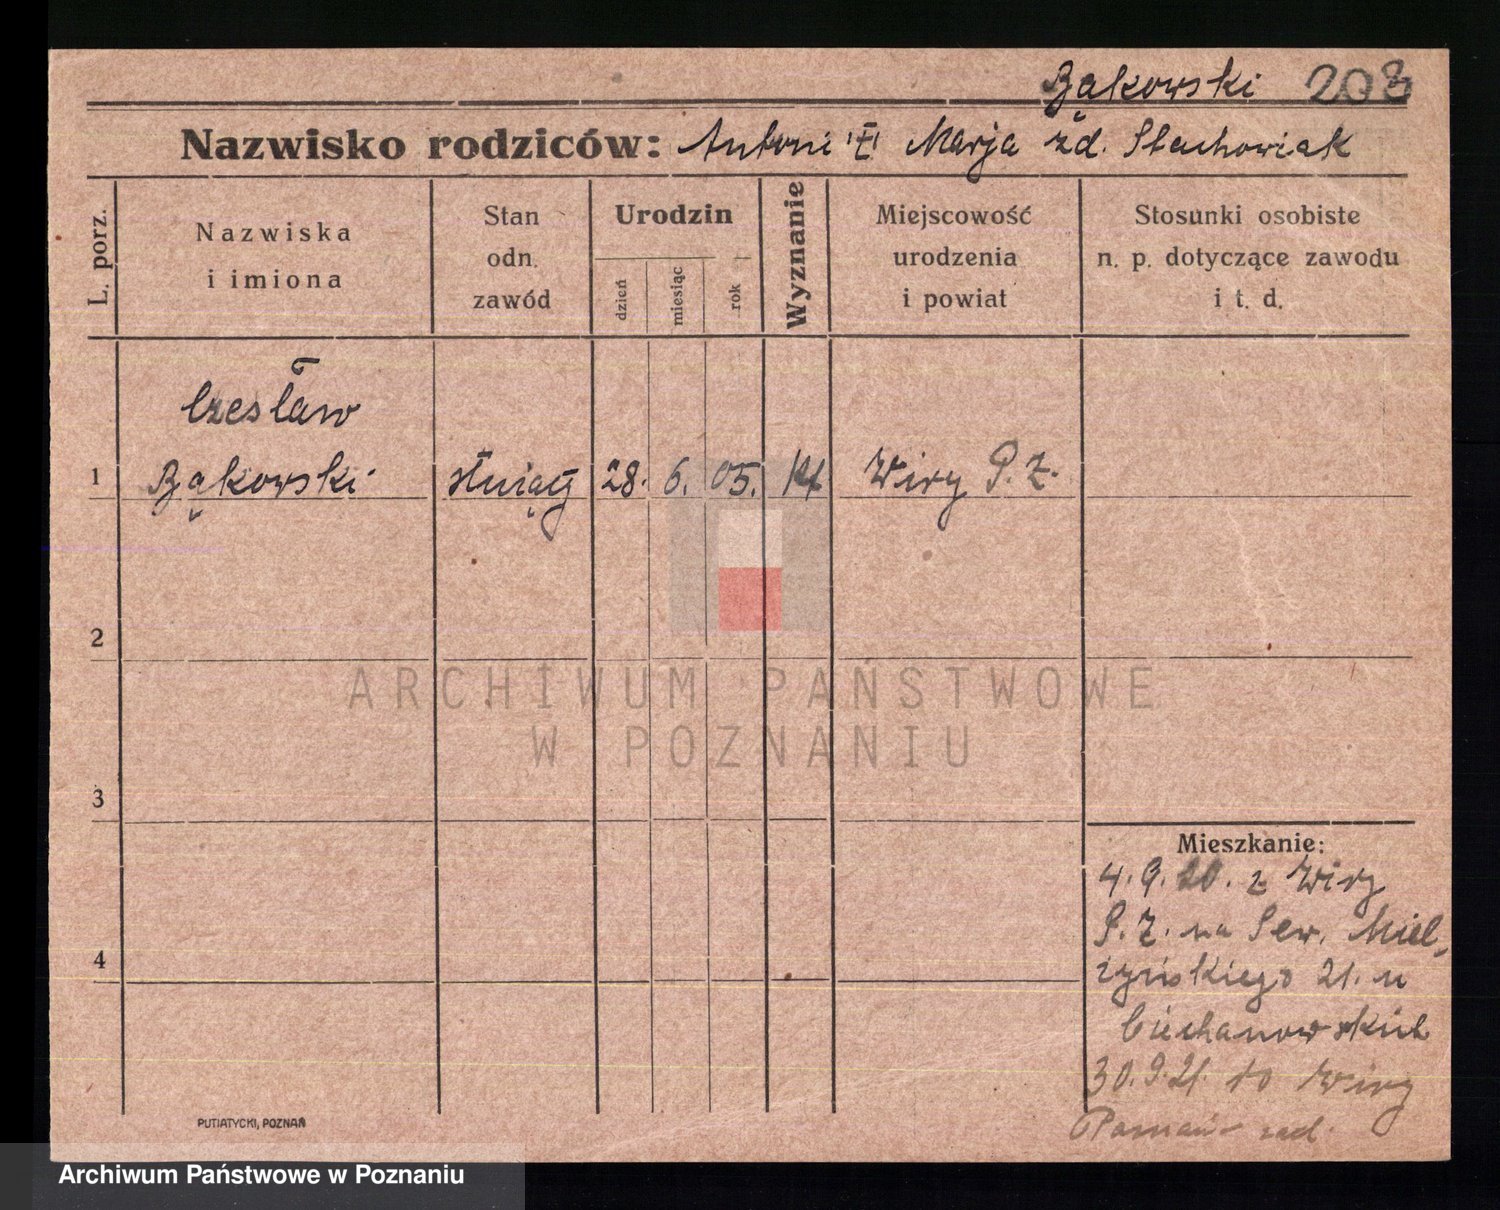 Bąkowski 208
Nazwisko rodziców: Antoni i Marja zd. Stachowiak
L. porz.
Nazwiska
i imiona
Stan
odn.
zawód
Urodzin
dzień
miesiąc
rok
Wyznanie
Miejscowość
urodzenia
i powiat
Stosunki osobiste
n. p. dotyczące zawodu
i t. d.
Czesław
1 Bąkowski służący 28. 6. 05. kt Wiry P. Z.
2
ARCHIWUM PAŃSTWOWE
W POZNANIU
3
Mieszkanie:
4. 9. 20. z Wiry
P. Z. na Sew. Miel-
żyńskiego 21. u
Ciechanowskich
4
30. 9. 21. do Wiry
Poznań- zach.
PUTIATYCKI, POZNAŃ
Archiwum Państwowe w Poznaniu